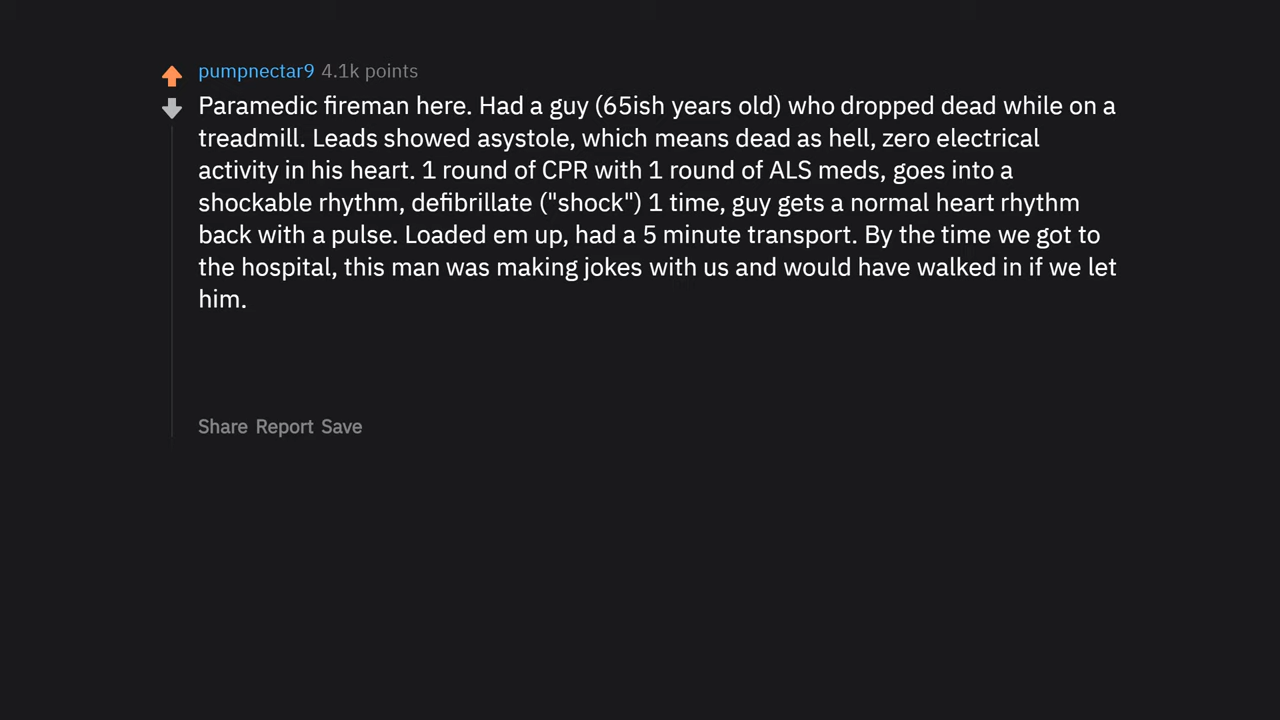 pumpnectar9 4.1k points
Paramedic fireman here. Had a guy (65ish years old) who dropped dead while on a
treadmill. Leads showed asystole, which means dead as hell, zero electrical
activity in his heart. 1 round of CPR with 1 round of ALS meds, goes into a
shockable rhythm, defibrillate ("shock") 1 time, guy gets a normal heart rhythm
back with a pulse. Loaded em up, had a 5 minute transport. By the time we got to
the hospital, this man was making jokes with us and would have walked in if we let
him.
Share Report Save